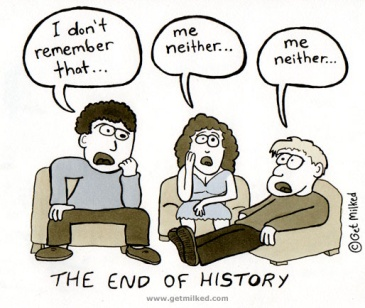 I don't
remember
that...
me
neither...
me
neither...
©Get Milked
THE END OF HISTORY
www.getmilked.com